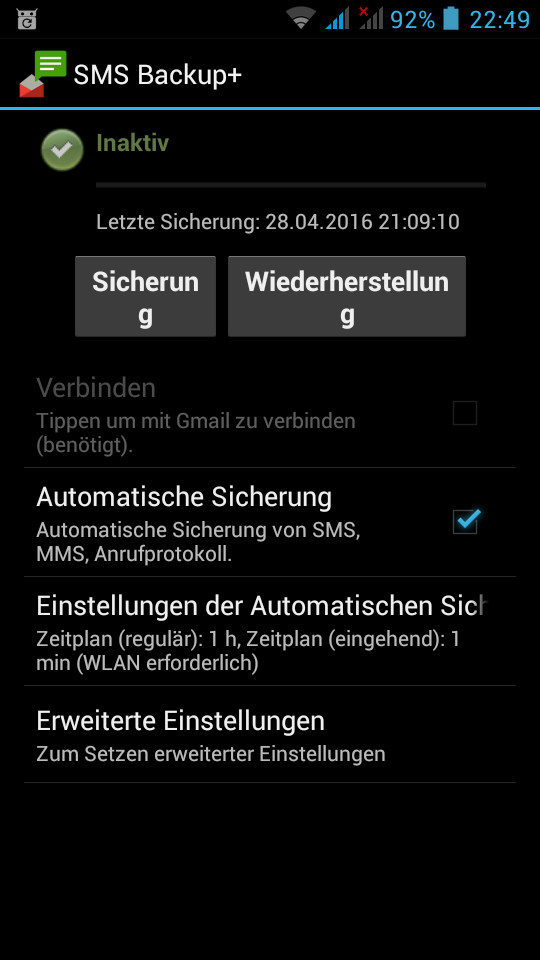 92% 22:49
SMS Backup+
Inaktiv
Letzte Sicherung: 28.04.2016 21:09:10
Sicherun
g
Wiederherstellun
g
Verbinden
Tippen um mit Gmail zu verbinden
(benötigt).
Automatische Sicherung
Automatische Sicherung von SMS,
MMS, Anrufprotokoll.
Einstellungen der Automatischen Sich
Zeitplan (regulär): 1 h, Zeitplan (eingehend): 1
min (WLAN erforderlich)
Erweiterte Einstellungen
Zum Setzen erweiterter Einstellungen